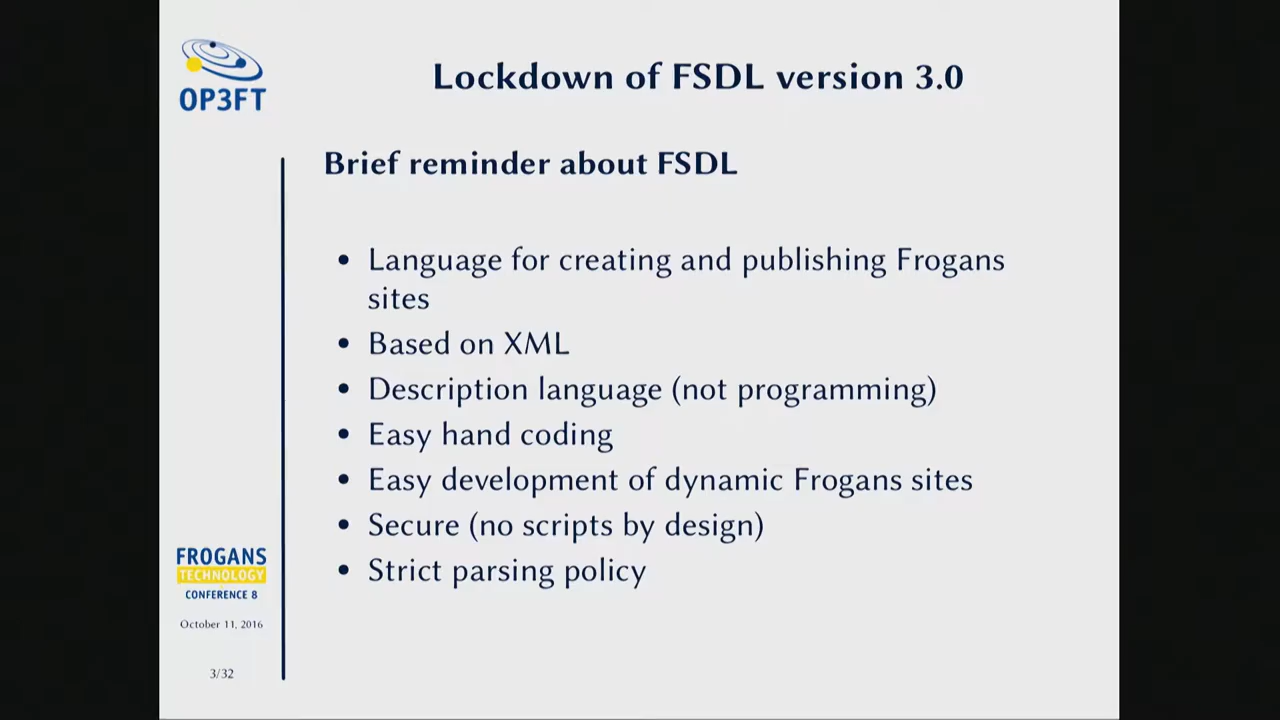 OP3FT
Lockdown of FSDL version 3.0
Brief reminder about FSDL
• Language for creating and publishing Frogans
sites
• Based on XML
• Description language (not programming)
• Easy hand coding
• Easy development of dynamic Frogans sites
• Secure (no scripts by design)
• Strict parsing policy
FROGANS
TECHNOLOGY
CONFERENCE 8
October 11, 2016
3/32